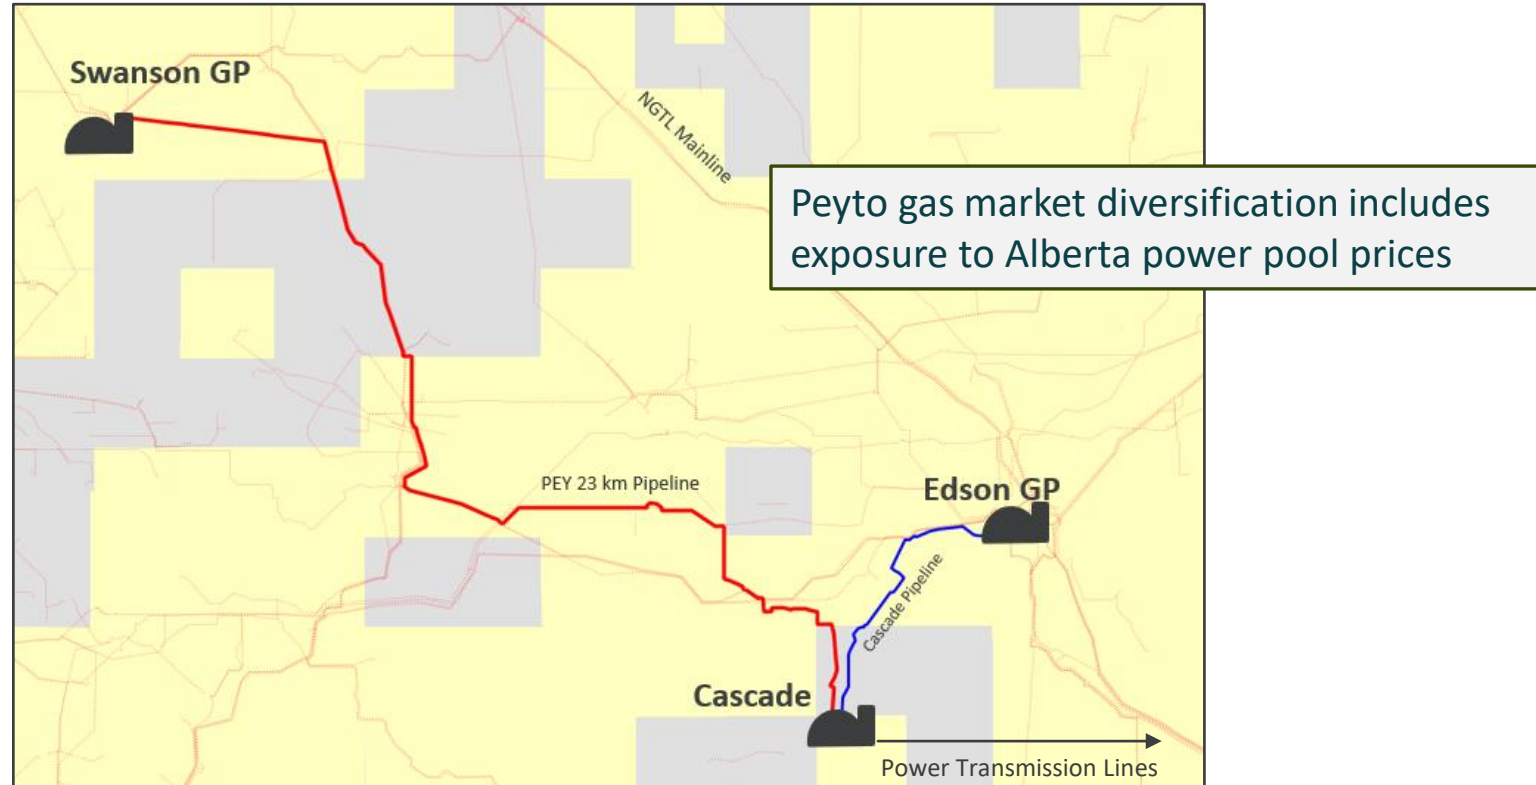 Swanson GP
NGTL Mainline
Peyto gas market diversification includes
exposure to Alberta power pool prices
PEY 23 km Pipeline
Edson GP
Cascade Pipeline
Cascade
Power Transmission Lines